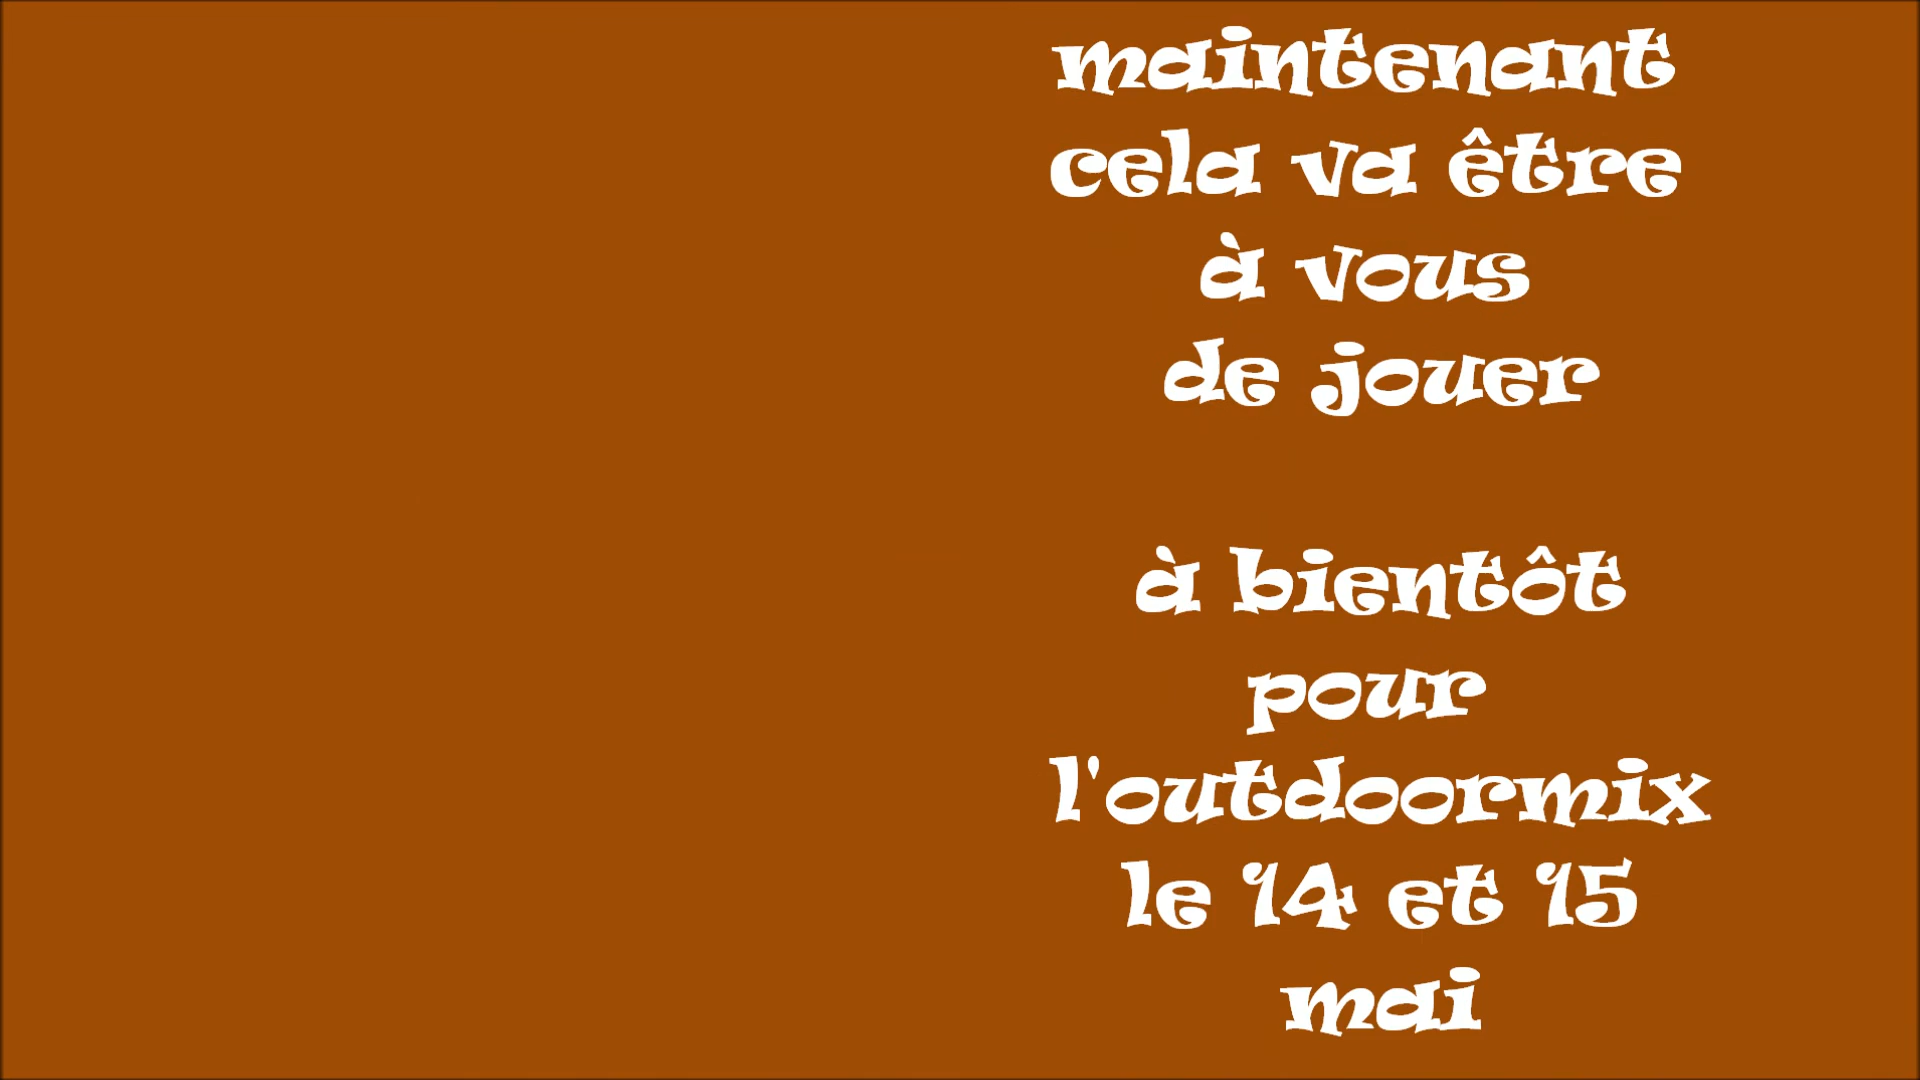 maintenant
cela va être
à vous
de jouer
à bientôt
pour
l'outdoormix
le 14 et 15
mai